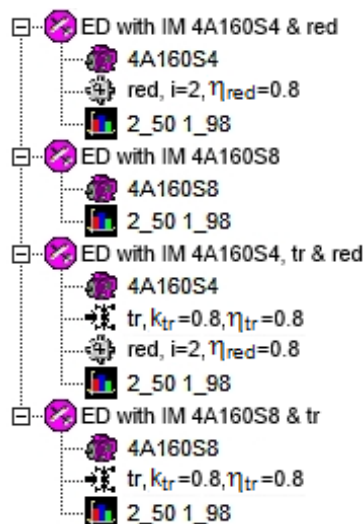 ED with IM 4A160S4 & red
4A160S4
red, i=2,ηred=0.8
2_50 1_98
ED with IM 4A160S8
4A160S8
2_50 1_98
ED with IM 4A160S4, tr & red
4A160S4
tr, ktr=0.8,ηtr=0.8
red, i=2,ηred=0.8
2_50 1_98
ED with IM 4A160S8 & tr
4A160S8
tr, ktr=0.8,ηtr=0.8
2_50 1_98